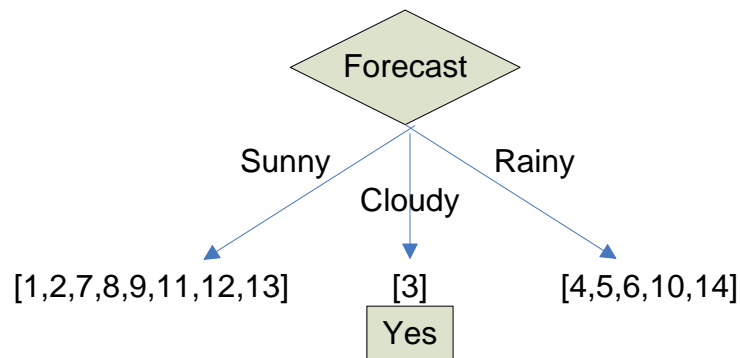 Forecast
Sunny
Rainy
Cloudy
[1,2,7,8,9,11,12,13]
[3]
[4,5,6,10,14]
Yes